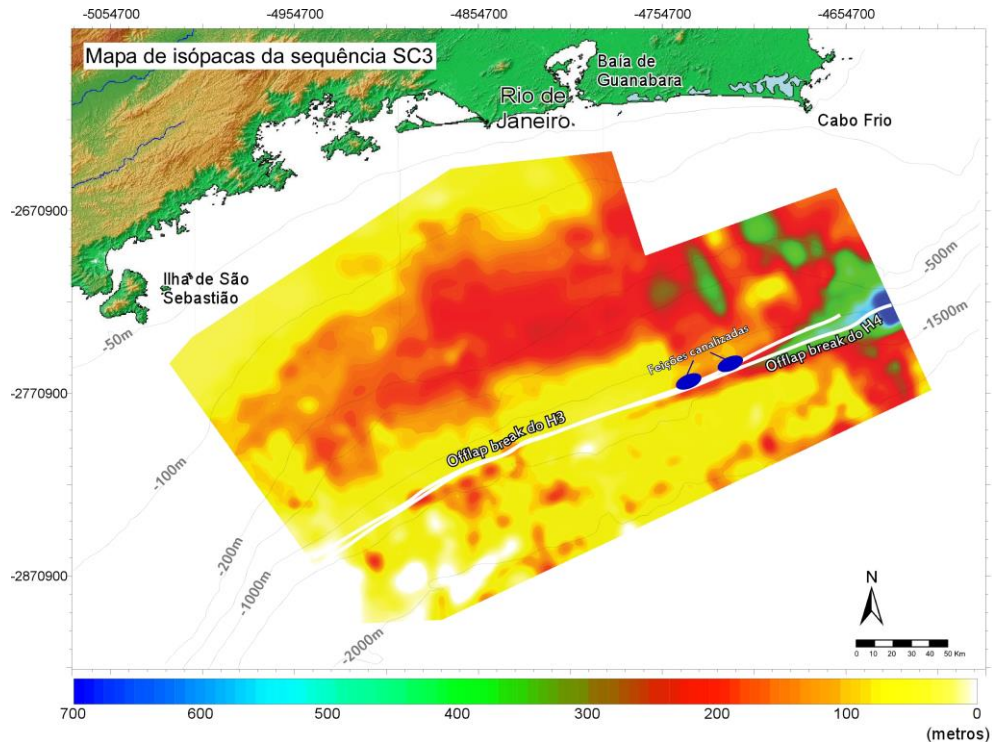 -5054700 -4954700 -4854700 -4754700 -4654700
Mapa de isópacas da sequência SC3
Baía de
Guanabara
Rio de
Janeiro
Cabo Frio
-2670900
Ilha de São
Sebastião
-50m
-500m
-1500m
Feições canalizadas
Offlap break do H4
-2770900
Offlap break do H3
-100m
-200m
-1000m
-2870900
-2000m
N
0 10 20 30 40 50 Km
700 600 500 400 300 200 100 0
(metros)